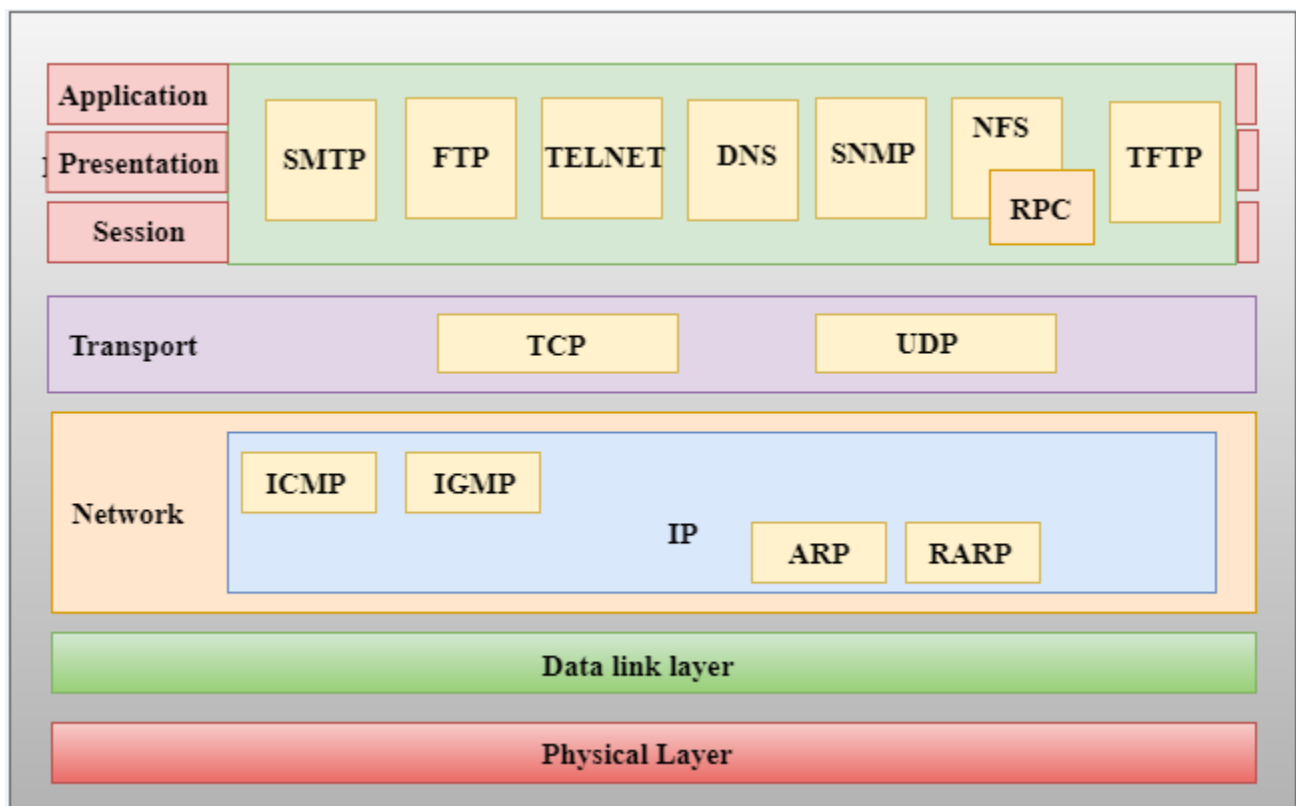 Application
Presentation
Session
SMTP
FTP
TELNET
DNS
SNMP
NFS
RPC
TFTP
Transport
TCP
UDP
Network
ICMP
IGMP
IP
ARP
RARP
Data link layer
Physical Layer